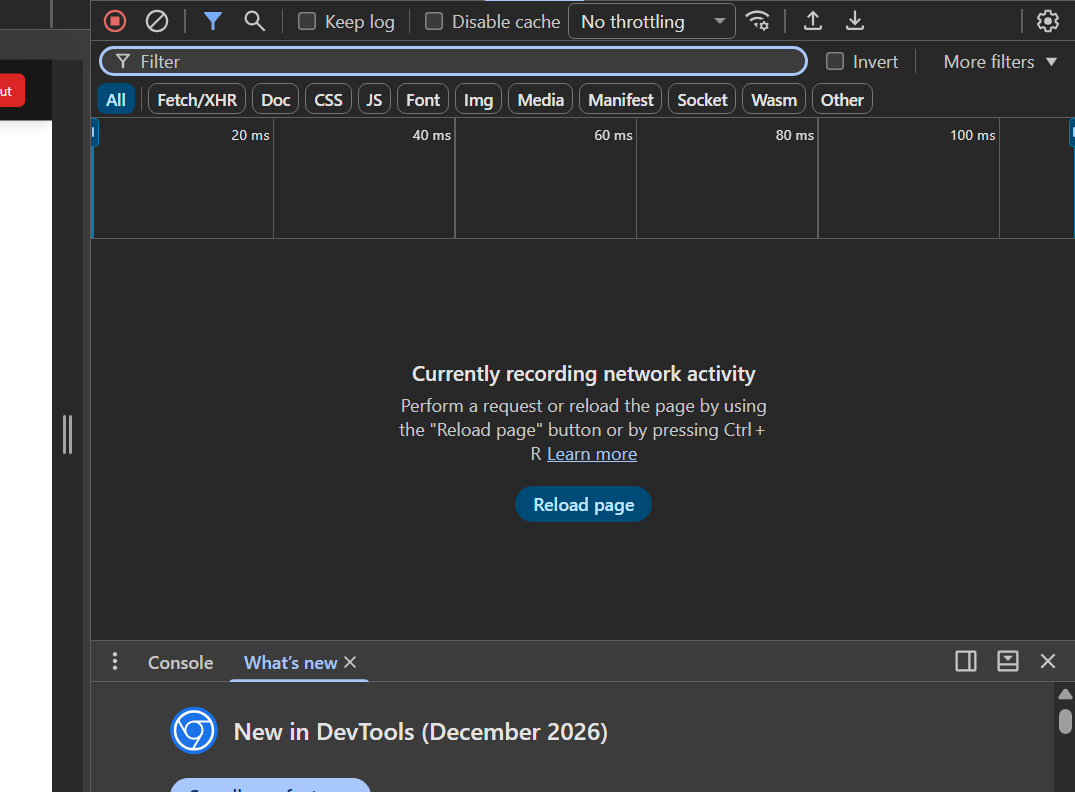 Keep log
Disable cache
No throttling
ut
Filter
Invert
More filters
All
Fetch/XHR
Doc
CSS
JS
Font
Img
Media
Manifest
Socket
Wasm
Other
20 ms
40 ms
60 ms
80 ms
100 ms
Currently recording network activity
Perform a request or reload the page by using
the "Reload page" button or by pressing Ctrl +
R Learn more
Reload page
Console
What's new
New in DevTools (December 2026)